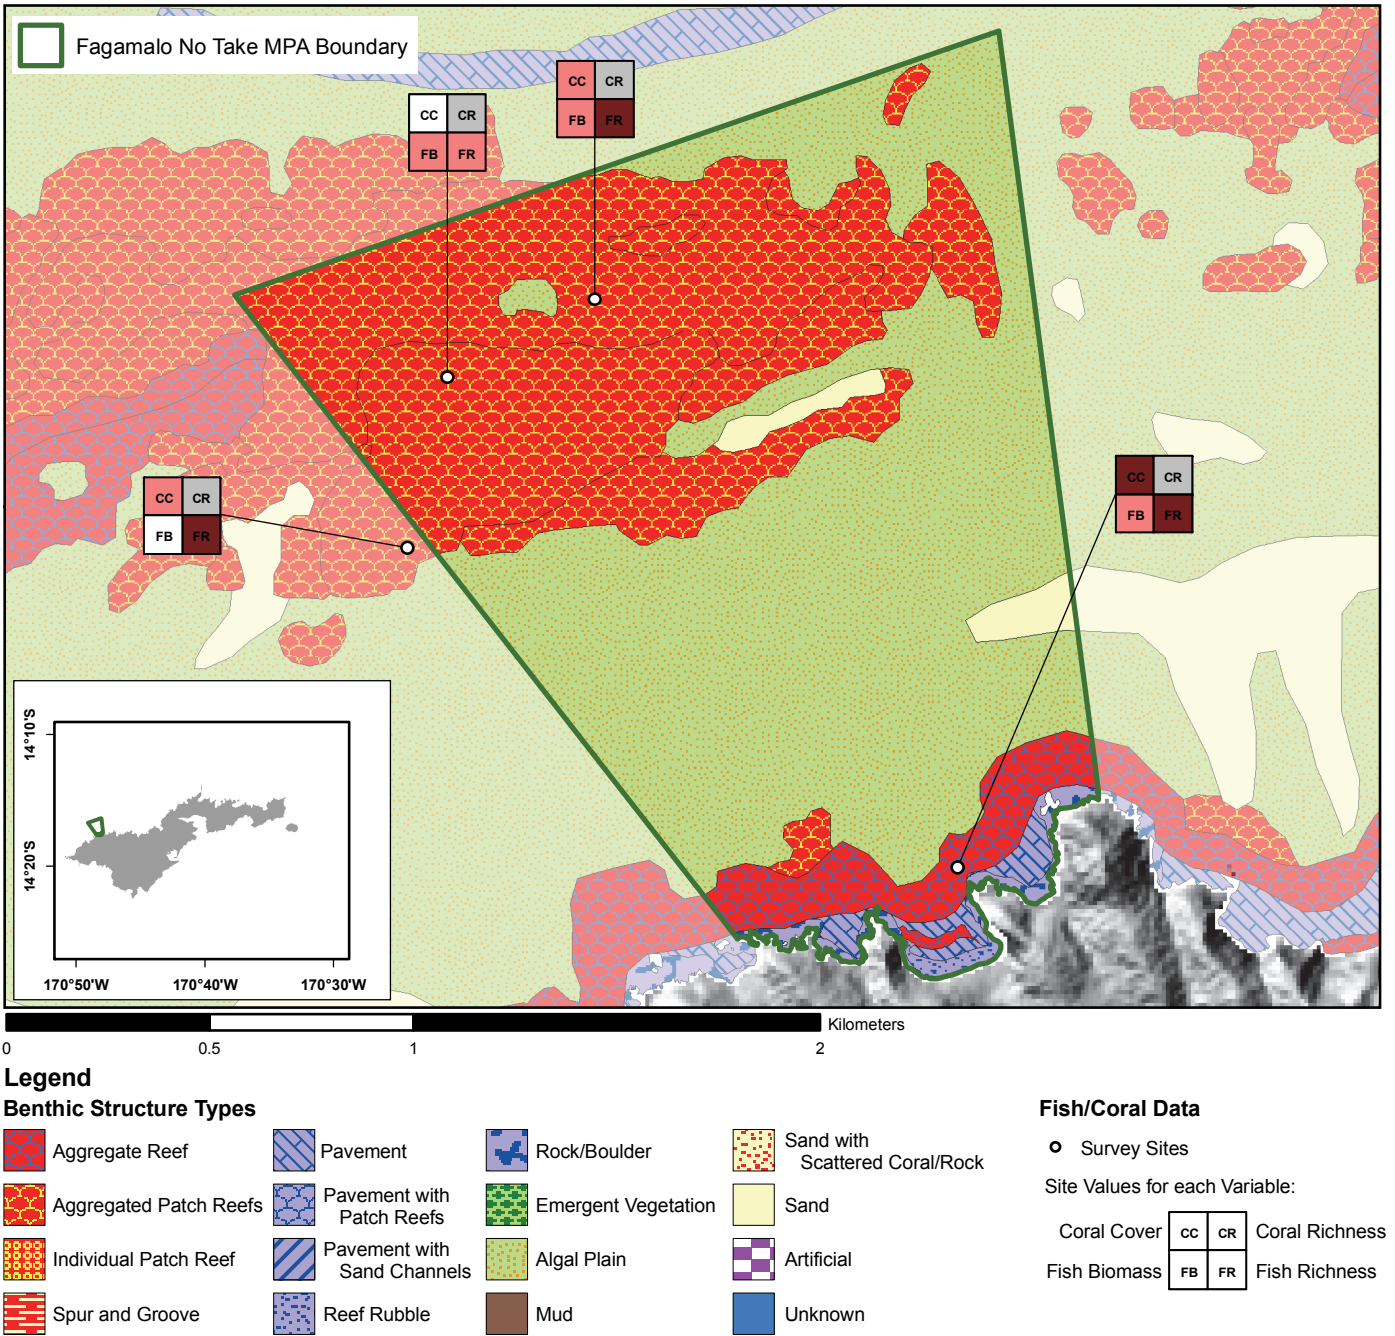 Fagamalo No Take MPA Boundary
CC CR
FB FR
CC CR
FB FR
CC CR
FB FR
CC CR
FB FR
14°10'S
14°20'S
170°50'W 170°40'W 170°30'W
Kilometers
0 0.5 1 2
Legend
Benthic Structure Types
Aggregate Reef
Aggregated Patch Reefs
Individual Patch Reef
Spur and Groove
Pavement
Pavement with
Patch Reefs
Pavement with
Sand Channels
Reef Rubble
Rock/Boulder
Emergent Vegetation
Algal Plain
Mud
Sand with
Scattered Coral/Rock
Sand
Artificial
Unknown
Fish/Coral Data
Survey Sites
Site Values for each Variable:
Coral Cover CC CR Coral Richness
Fish Biomass FB FR Fish Richness